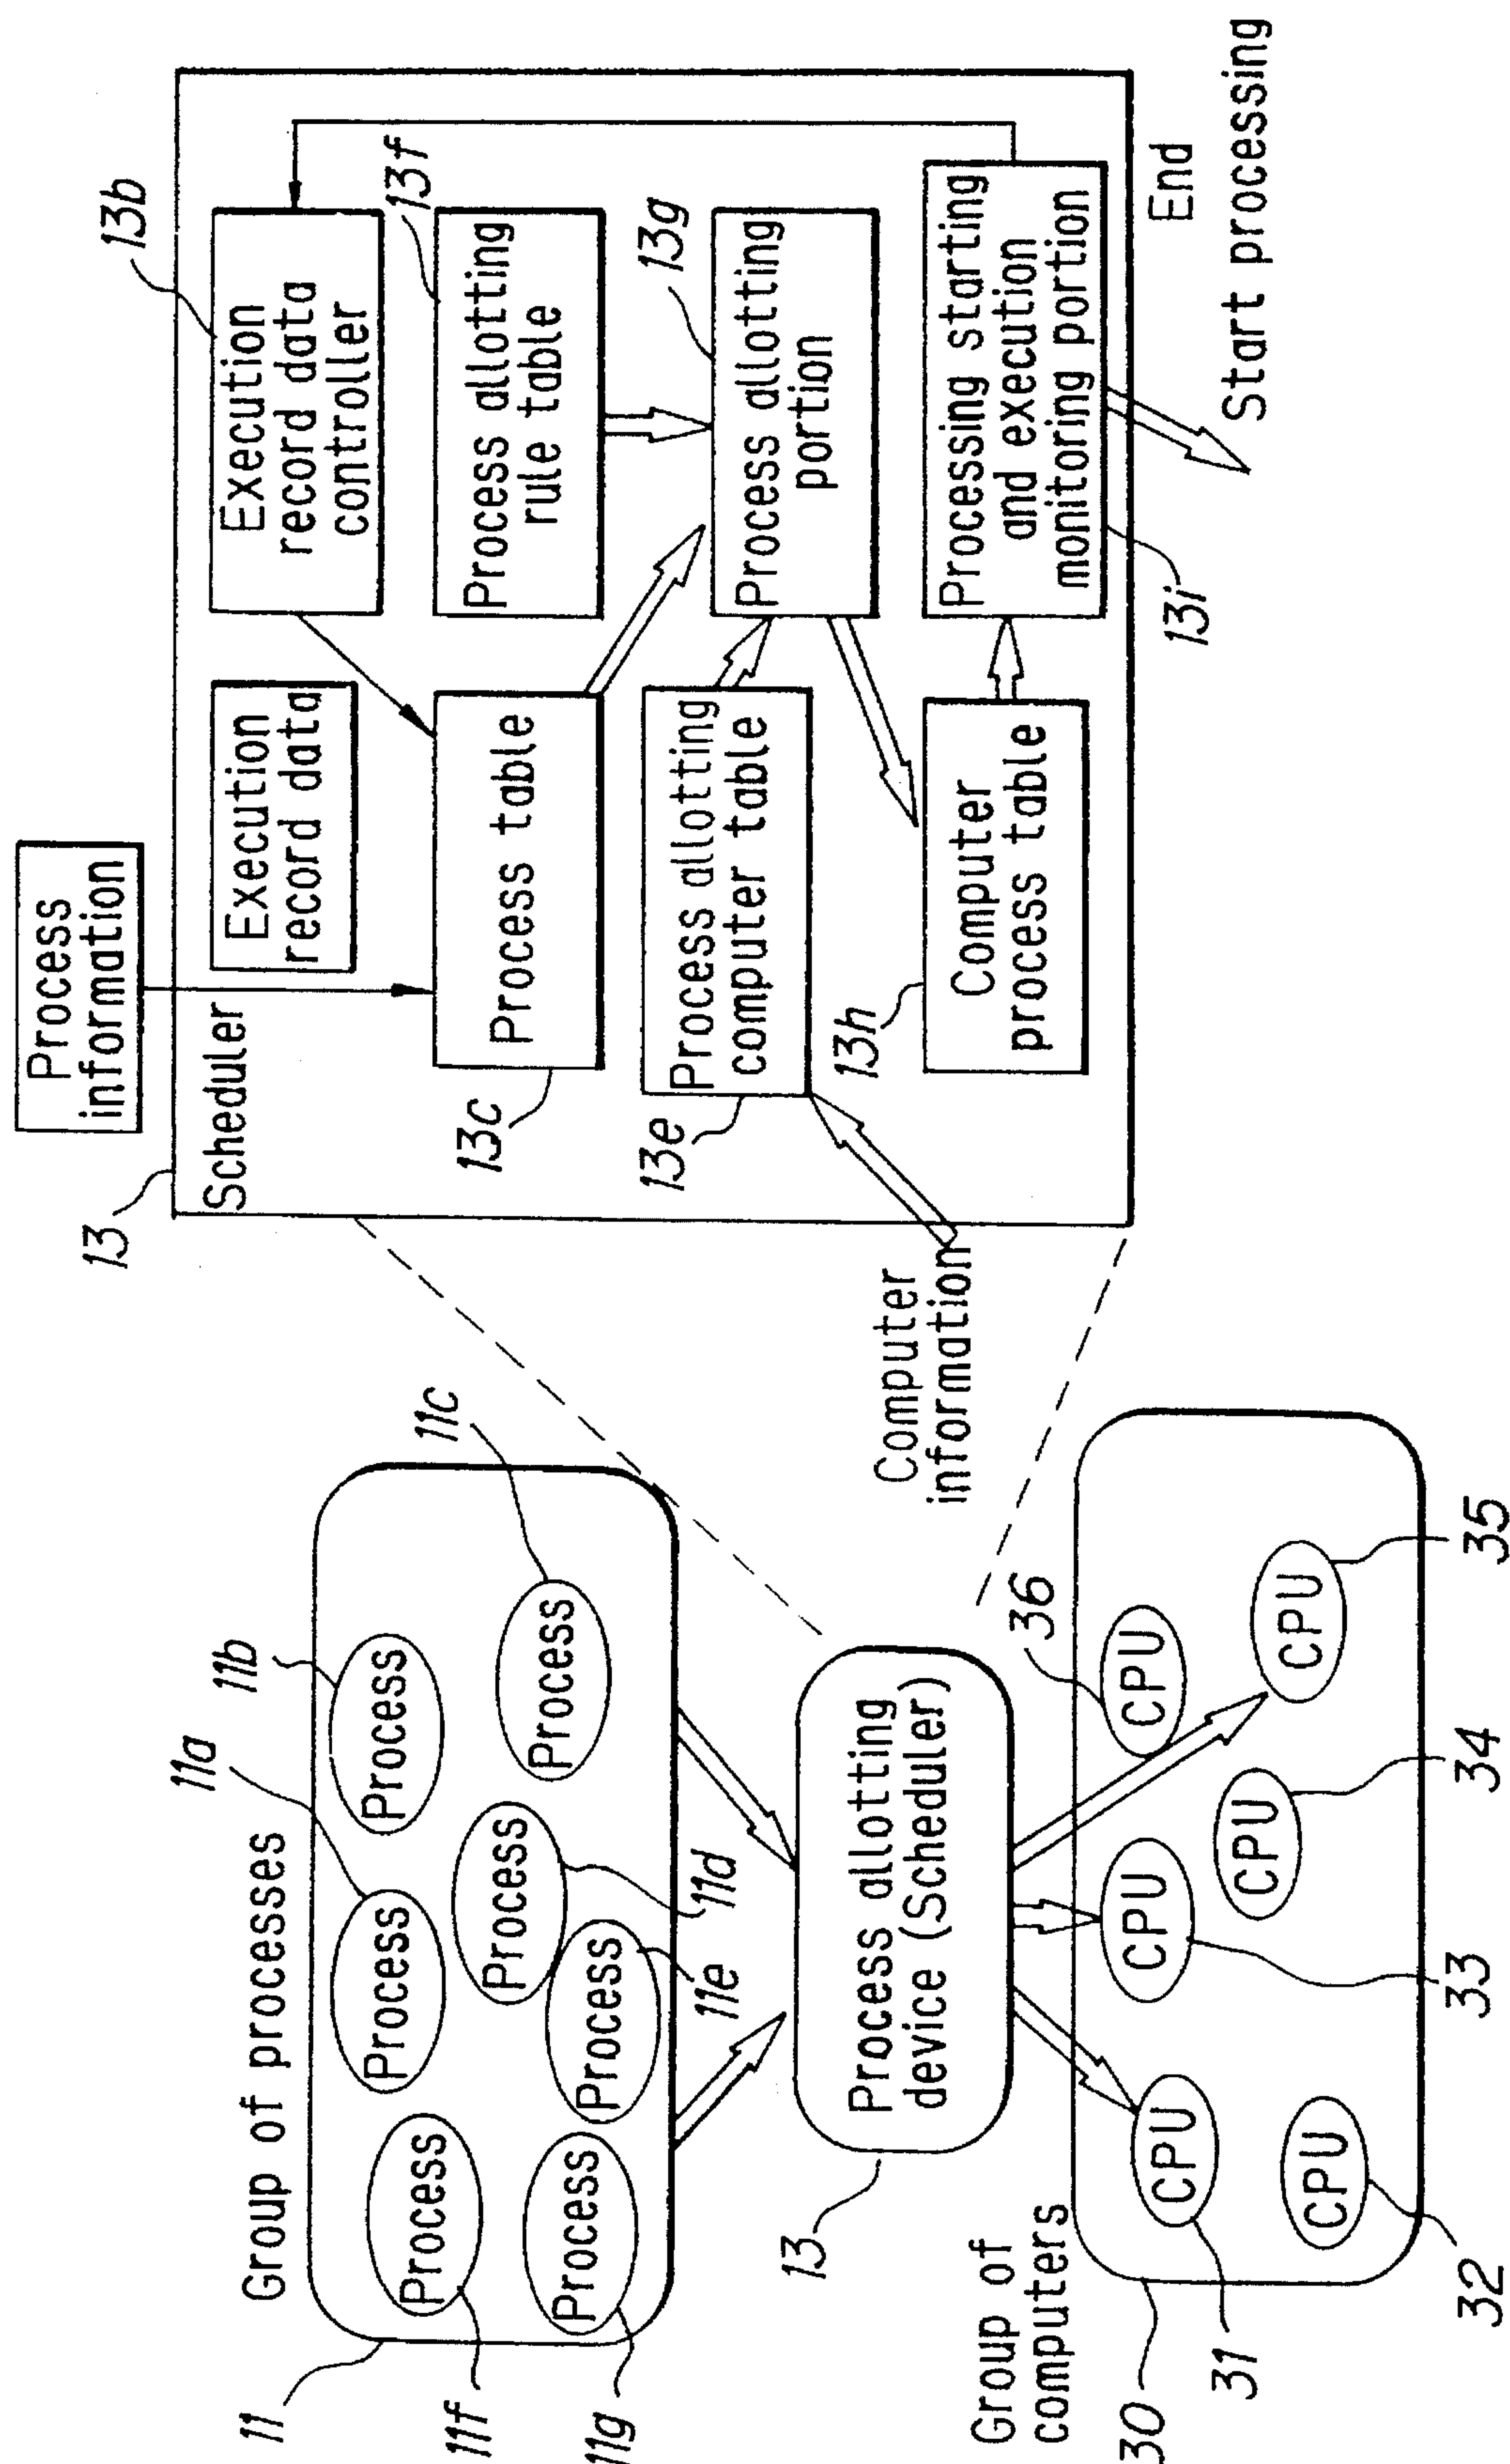 Group of processes
11
11a
11b
11c
11d
11e
11f
11g
Process
Process
Process
Process
Process
Process
Process
13
Process allotting
device (Scheduler)
Group of
computers
30
31
32
33
34
35
36
CPU
CPU
CPU
CPU
CPU
CPU
Process
information
13
Scheduler
Execution
record data
13b
Execution
record data
controller
Process table
13c
13f
Process allotting
rule table
Process allotting
computer table
13e
13g
Process allotting
portion
Computer
information
13h
Computer
process table
Processing starting
and execution
monitoring portion
13i
End
Start processing